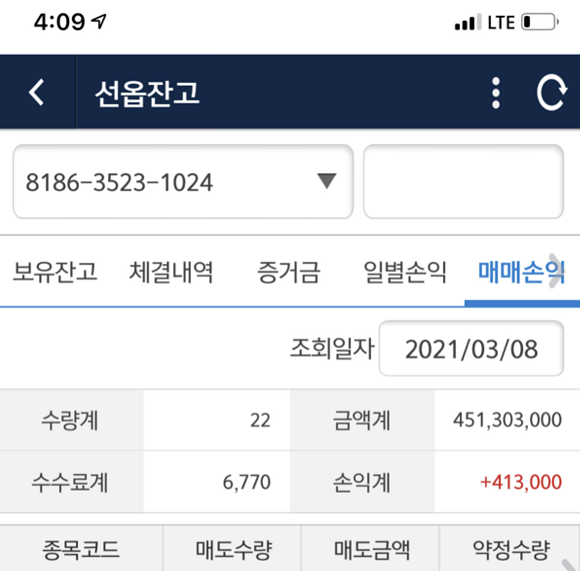 4:09 LTE
선옵잔고
8186-3523-1024
보유잔고 체결내역 증거금 일별손익 매매손익
조회일자 2021/03/08
수량계 22 금액계 451,303,000
수수료계 6,770 손익계 +413,000
종목코드 매도수량 매도금액 약정수량